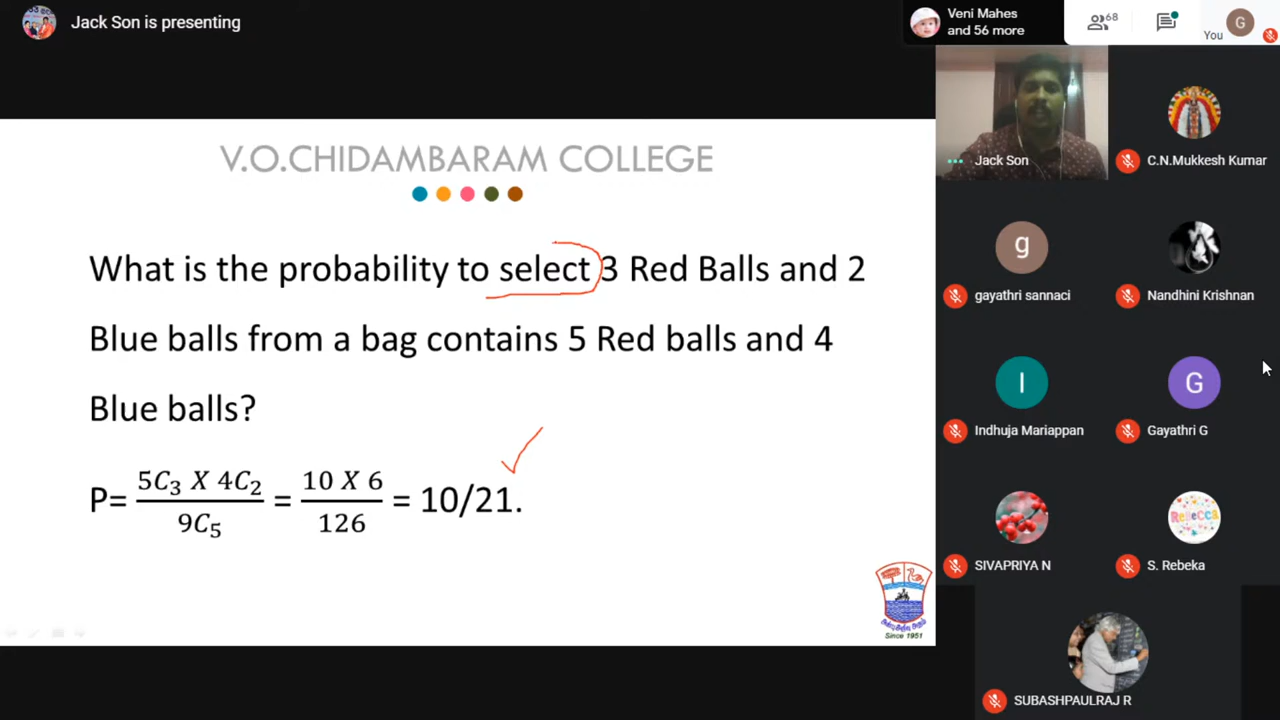 Jack Son is presenting
Veni Mahes
and 56 more
68
G
You
V.O.CHIDAMBARAM COLLEGE
What is the probability to select 3 Red Balls and 2
Blue balls from a bag contains 5 Red balls and 4
Blue balls?
P= 5C₃ X 4C₂ / 9C₅ = 10 X 6 / 126 = 10/21.
Since 1951
Jack Son
C.N.Mukkesh Kumar
g
gayathri sannaci
Nandhini Krishnan
I
Indhuja Mariappan
G
Gayathri G
SIVAPRIYA N
REBECCA
S. Rebeka
SUBASHPAULRAJ R